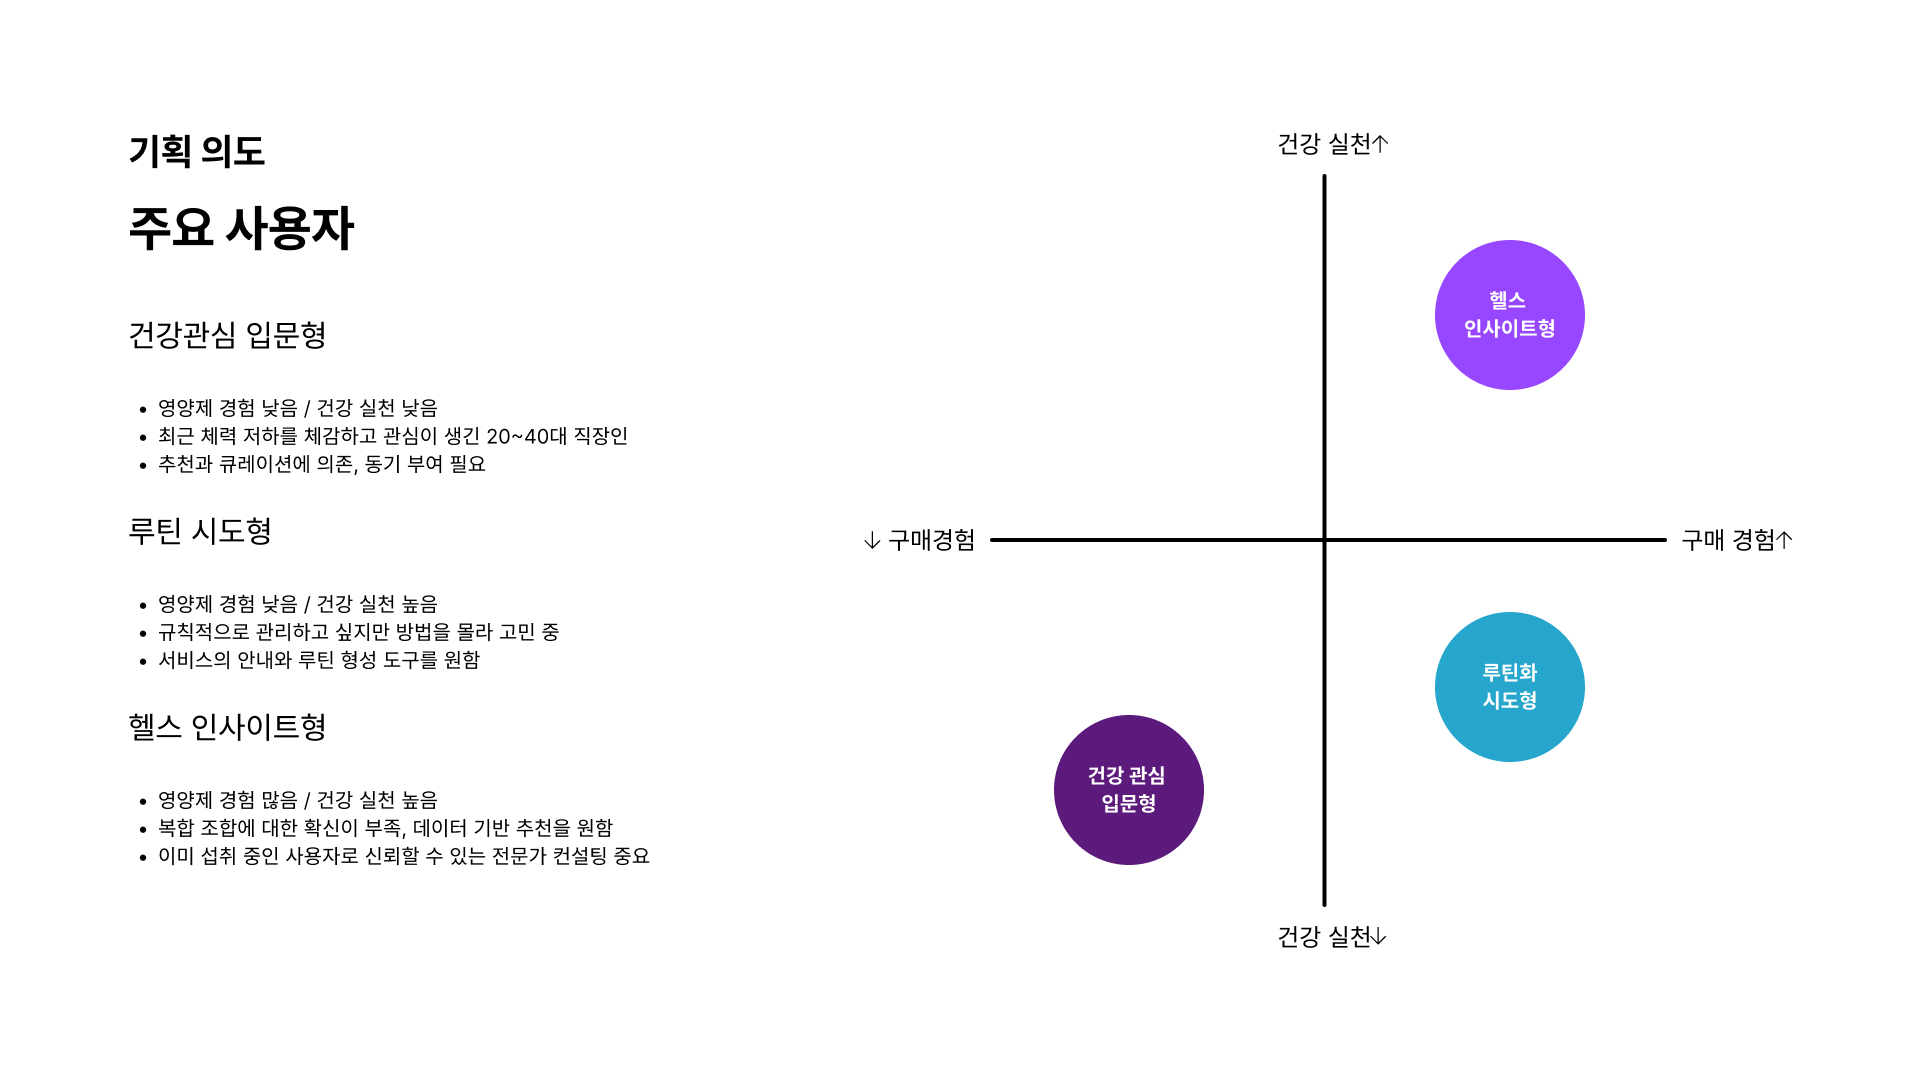 기획 의도
주요 사용자
건강관심 입문형
• 영양제 경험 낮음 / 건강 실천 낮음
• 최근 체력 저하를 체감하고 관심이 생긴 20~40대 직장인
• 추천과 큐레이션에 의존, 동기 부여 필요
루틴 시도형
• 영양제 경험 낮음 / 건강 실천 높음
• 규칙적으로 관리하고 싶지만 방법을 몰라 고민 중
• 서비스의 안내와 루틴 형성 도구를 원함
헬스 인사이트형
• 영양제 경험 많음 / 건강 실천 높음
• 복합 조합에 대한 확신이 부족, 데이터 기반 추천을 원함
• 이미 섭취 중인 사용자로 신뢰할 수 있는 전문가 컨설팅 중요
건강 실천↑
헬스
인사이트형
↓ 구매경험
구매 경험↑
루틴화
시도형
건강 관심
입문형
건강 실천↓